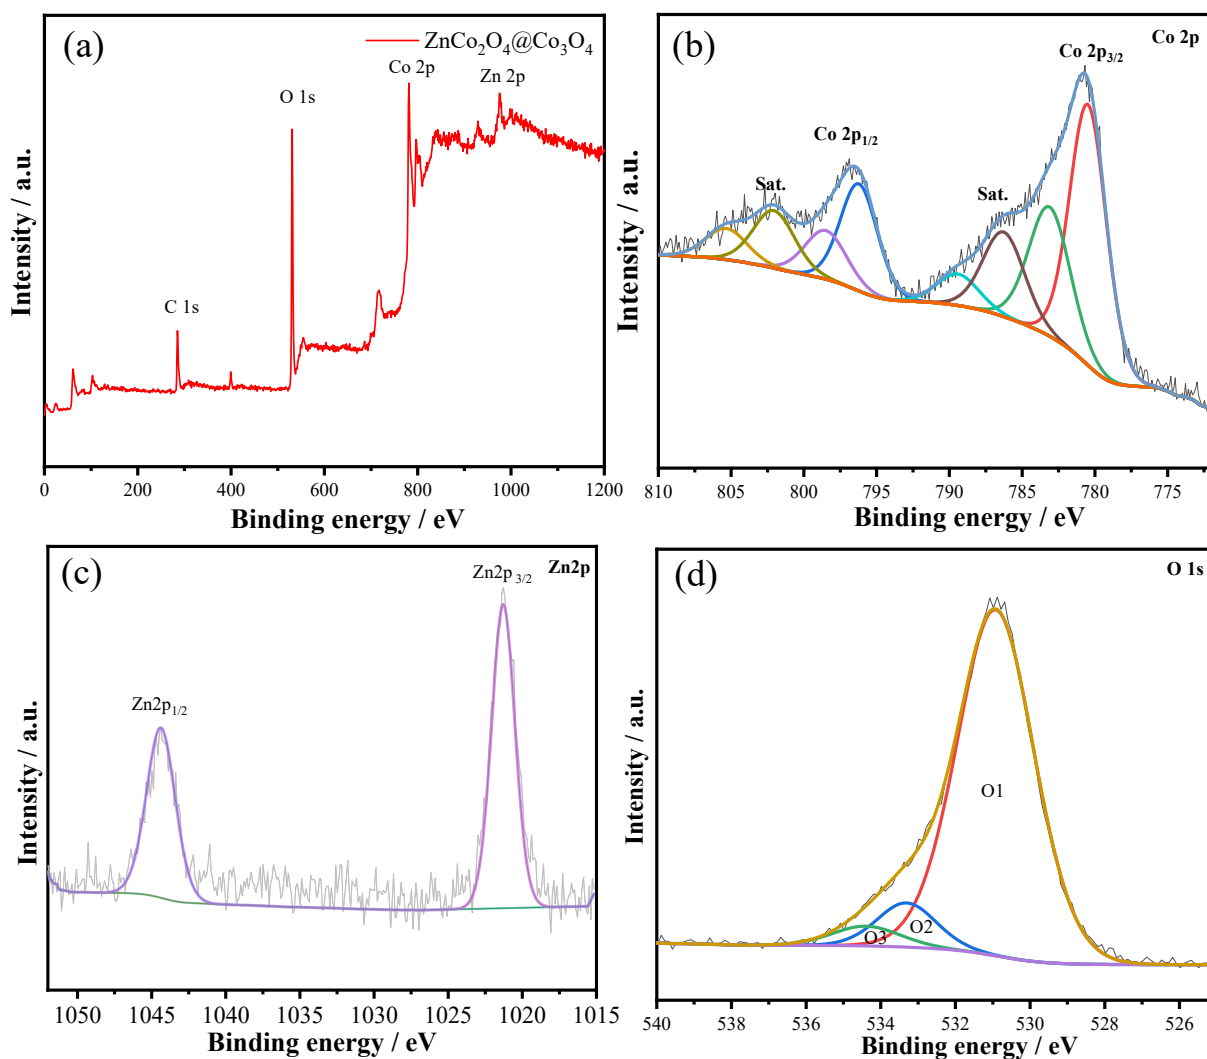 (a)
ZnCo₂O₄@Co₃O₄
Co 2p
Zn 2p
O 1s
C 1s
Intensity / a.u.
0 200 400 600 800 1000 1200
Binding energy / eV
(b)
Co 2p
Co 2p₃/₂
Co 2p₁/₂
Sat.
Sat.
Intensity / a.u.
810 805 800 795 790 785 780 775
Binding energy / eV
(c)
Zn2p ₃/₂
Zn2p
Zn2p₁/₂
Intensity / a.u.
1050 1045 1040 1035 1030 1025 1020 1015
Binding energy / eV
(d)
O 1s
O1
O2
O3
Intensity / a.u.
540 538 536 534 532 530 528 526
Binding energy / eV